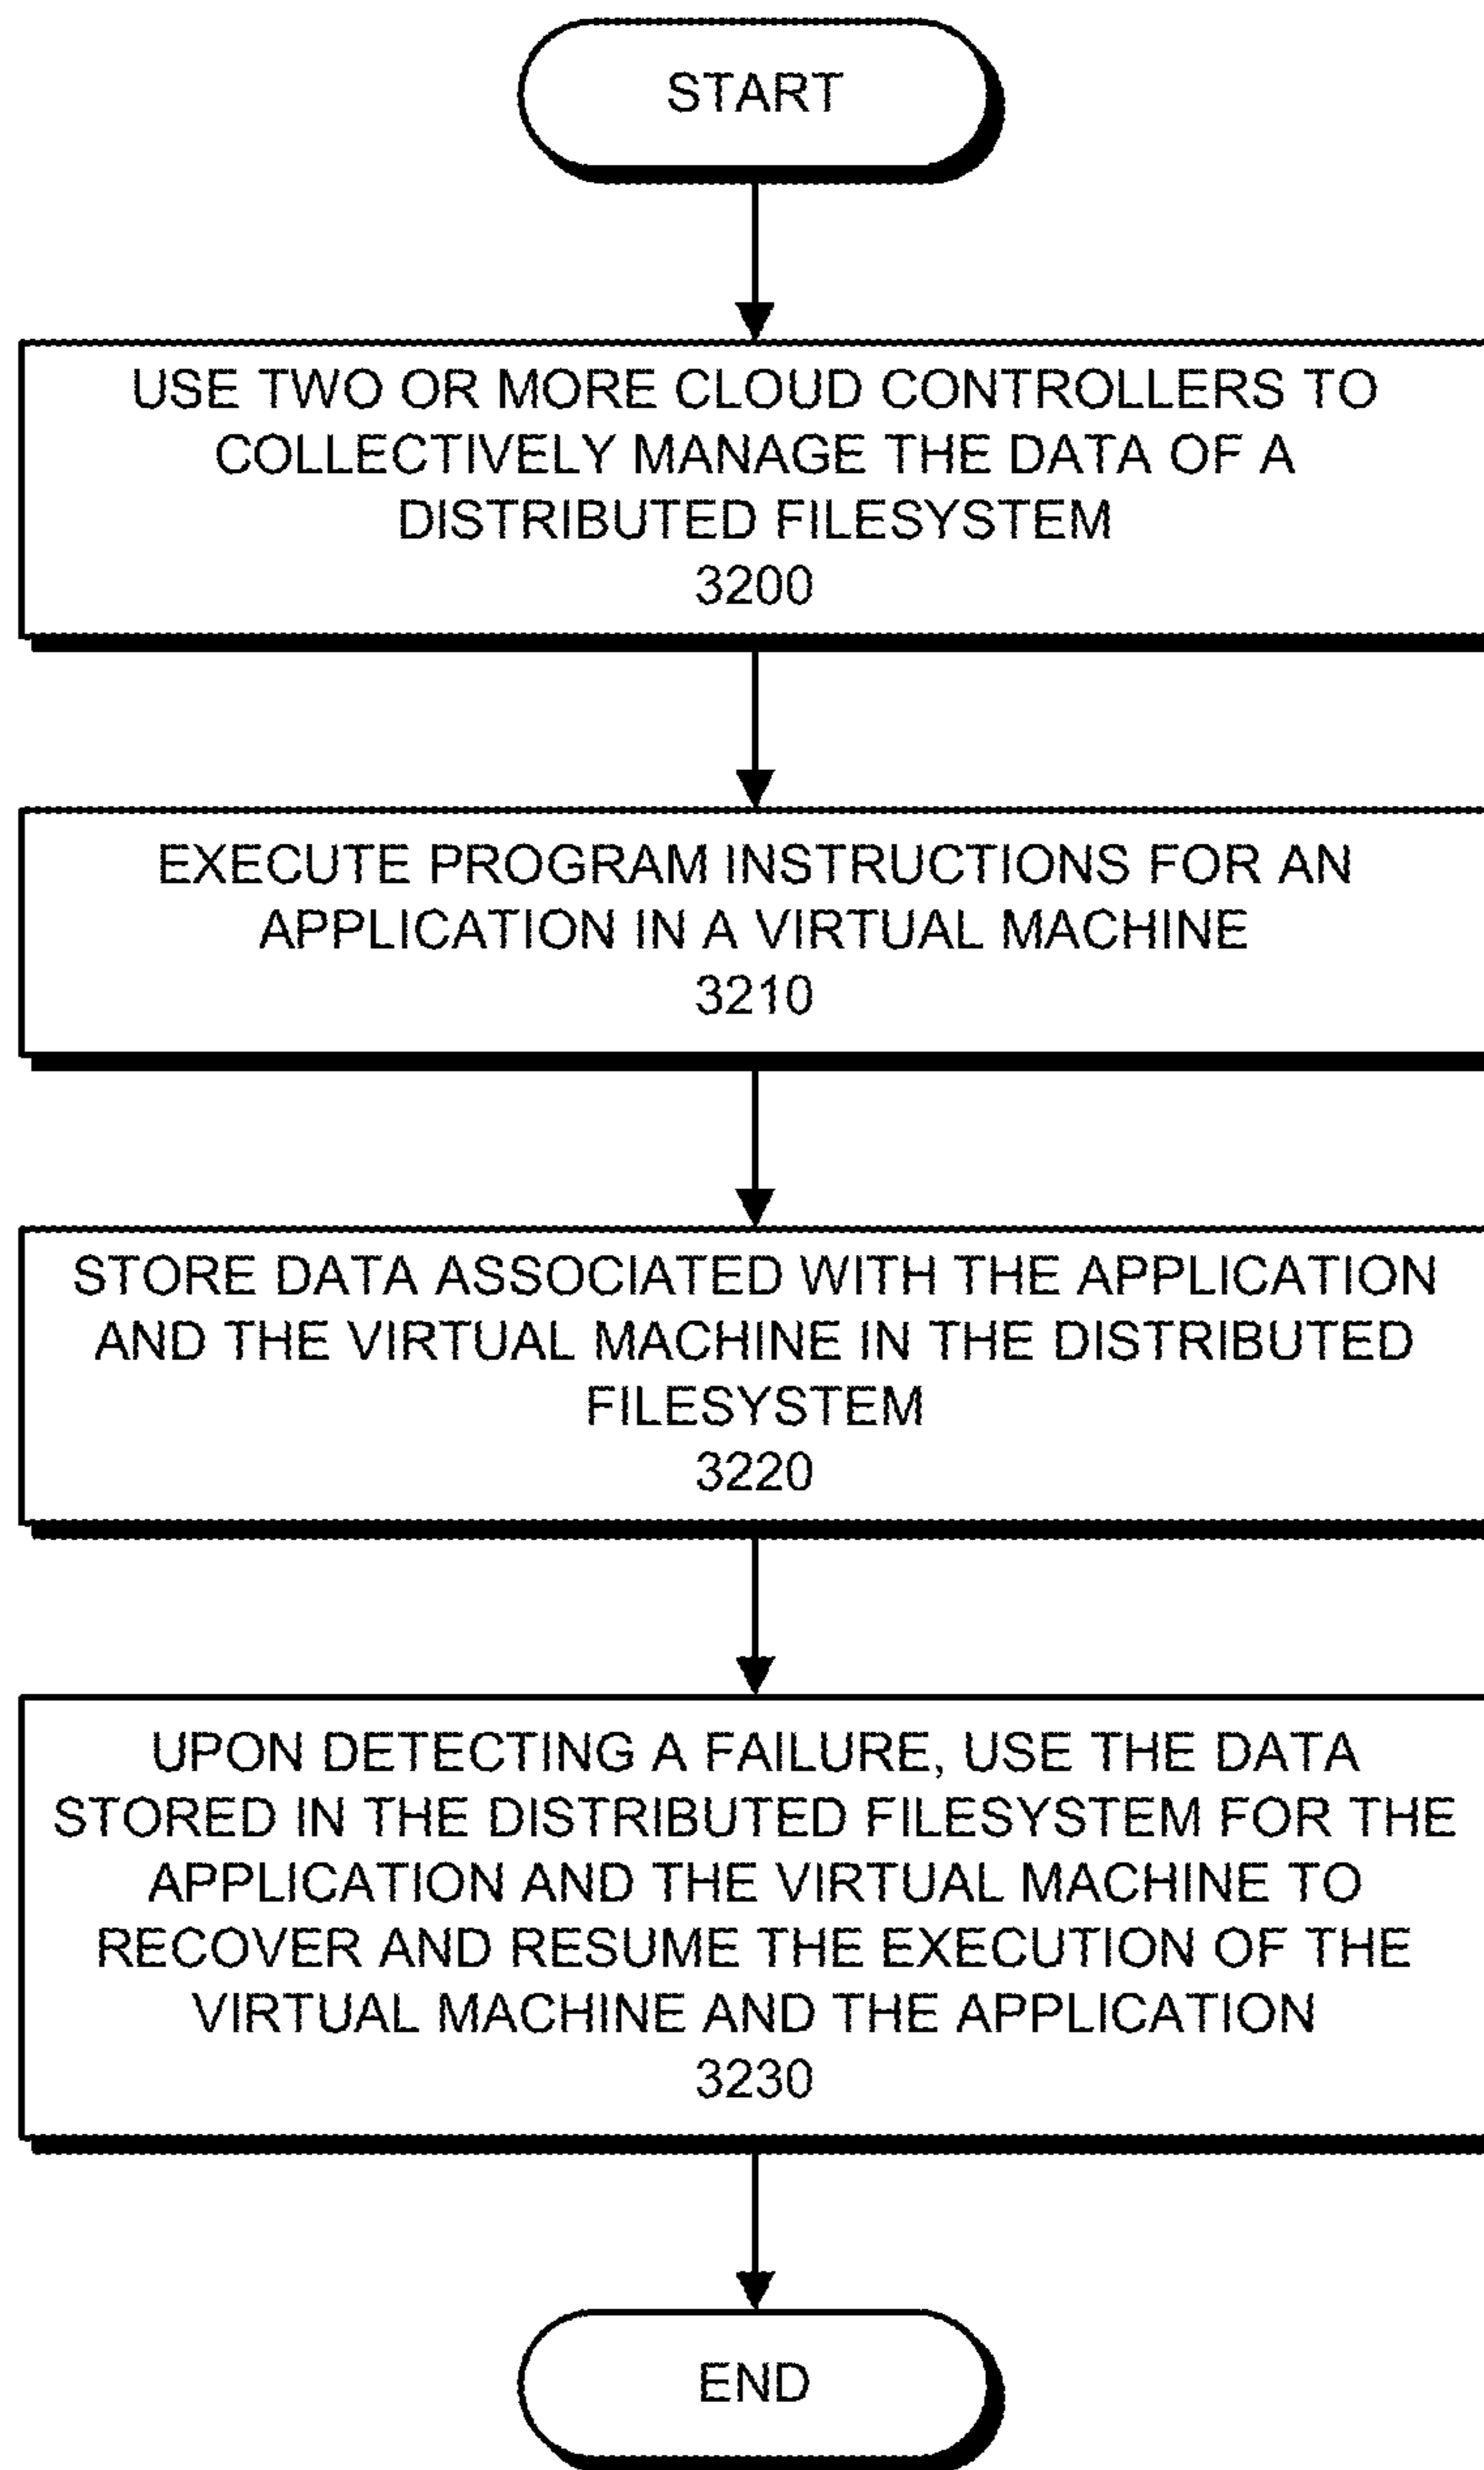 START
USE TWO OR MORE CLOUD CONTROLLERS TO
COLLECTIVELY MANAGE THE DATA OF A
DISTRIBUTED FILESYSTEM
3200
EXECUTE PROGRAM INSTRUCTIONS FOR AN
APPLICATION IN A VIRTUAL MACHINE
3210
STORE DATA ASSOCIATED WITH THE APPLICATION
AND THE VIRTUAL MACHINE IN THE DISTRIBUTED
FILESYSTEM
3220
UPON DETECTING A FAILURE, USE THE DATA
STORED IN THE DISTRIBUTED FILESYSTEM FOR THE
APPLICATION AND THE VIRTUAL MACHINE TO
RECOVER AND RESUME THE EXECUTION OF THE
VIRTUAL MACHINE AND THE APPLICATION
3230
END